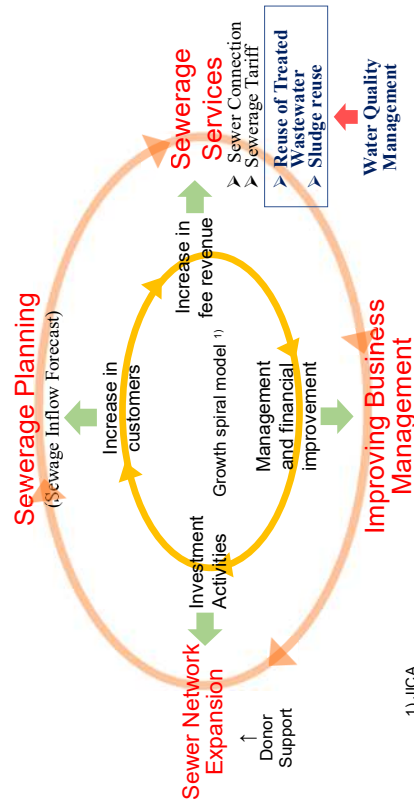 Sewerage Planning
(Sewage Inflow Forecast)
Increase in
customers
Sewer Network
Expansion
↑
Donor
Support
Investment
Activities
Growth spiral model 1)
Increase in
fee revenue
Sewerage
Services
➢ Sewer Connection
➢ Sewerage Tariff
➢ Reuse of Treated
Wastewater
➢ Sludge reuse
Water Quality
Management
Management
and financial
improvement
Improving Business
Management
1) JICA